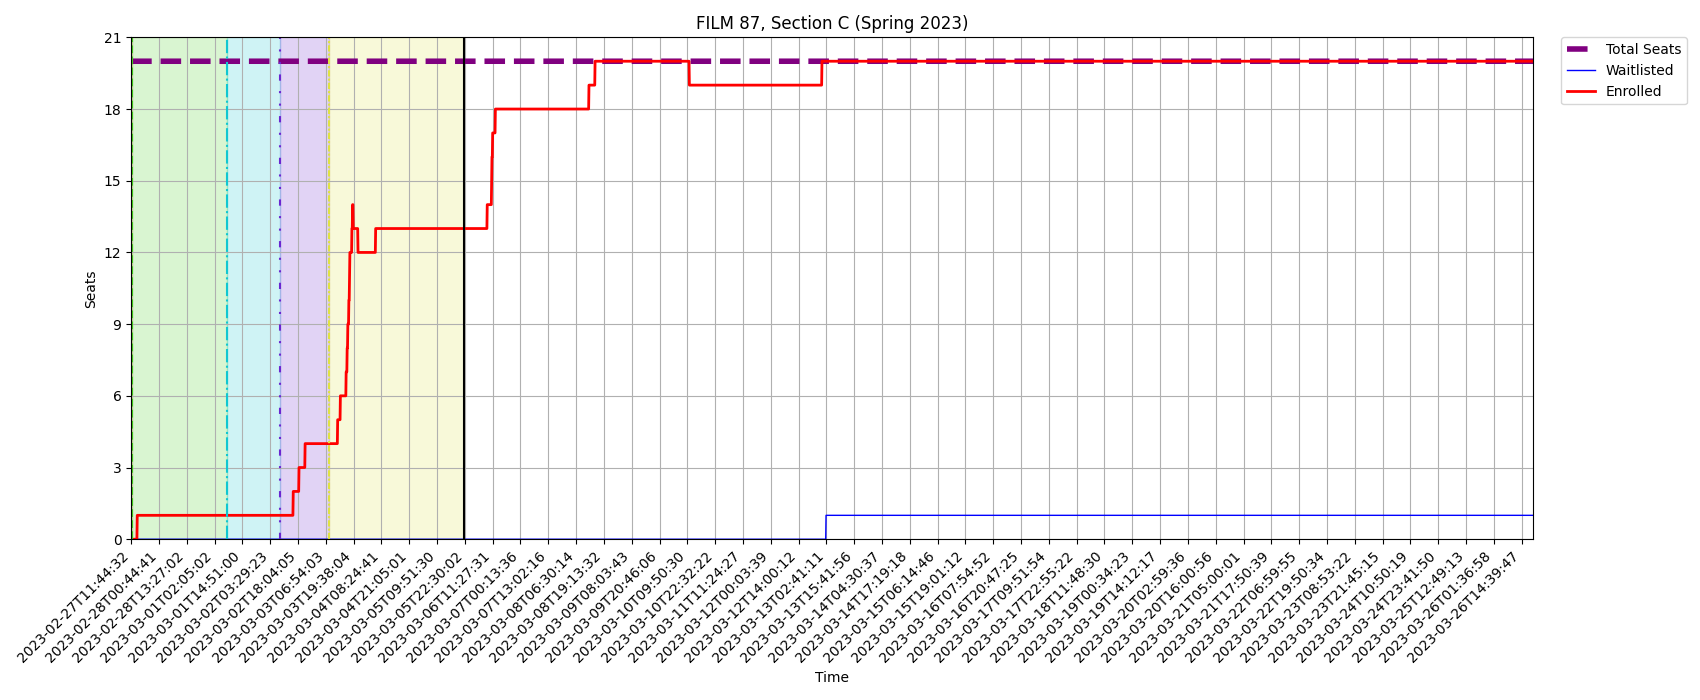 FILM 87, Section C (Spring 2023)
Total Seats
Waitlisted
Enrolled
Seats
21
18
15
12
9
6
3
0
2023-02-27T11:44:32
2023-02-28T00:44:41
2023-02-28T13:27:02
2023-03-01T02:05:02
2023-03-01T14:51:00
2023-03-02T03:29:23
2023-03-02T18:04:05
2023-03-03T06:54:03
2023-03-03T19:38:04
2023-03-04T08:24:41
2023-03-04T21:05:01
2023-03-05T09:51:30
2023-03-05T22:30:02
2023-03-06T11:27:31
2023-03-07T00:13:36
2023-03-07T13:02:16
2023-03-08T06:30:14
2023-03-08T19:13:32
2023-03-09T08:03:43
2023-03-09T20:46:06
2023-03-10T09:50:30
2023-03-10T22:32:22
2023-03-11T11:24:27
2023-03-12T00:03:39
2023-03-12T14:00:12
2023-03-13T02:41:11
2023-03-13T15:41:56
2023-03-14T04:30:37
2023-03-14T17:19:18
2023-03-15T06:14:46
2023-03-15T19:01:12
2023-03-16T07:54:52
2023-03-16T20:47:25
2023-03-17T09:51:54
2023-03-17T22:55:22
2023-03-18T11:48:30
2023-03-19T00:34:23
2023-03-19T14:12:17
2023-03-20T02:59:36
2023-03-20T16:00:56
2023-03-21T05:00:01
2023-03-21T17:50:39
2023-03-22T06:59:55
2023-03-22T19:50:34
2023-03-23T08:53:22
2023-03-23T21:45:15
2023-03-24T10:50:19
2023-03-24T23:41:50
2023-03-25T12:49:13
2023-03-26T01:36:58
2023-03-26T14:39:47
Time